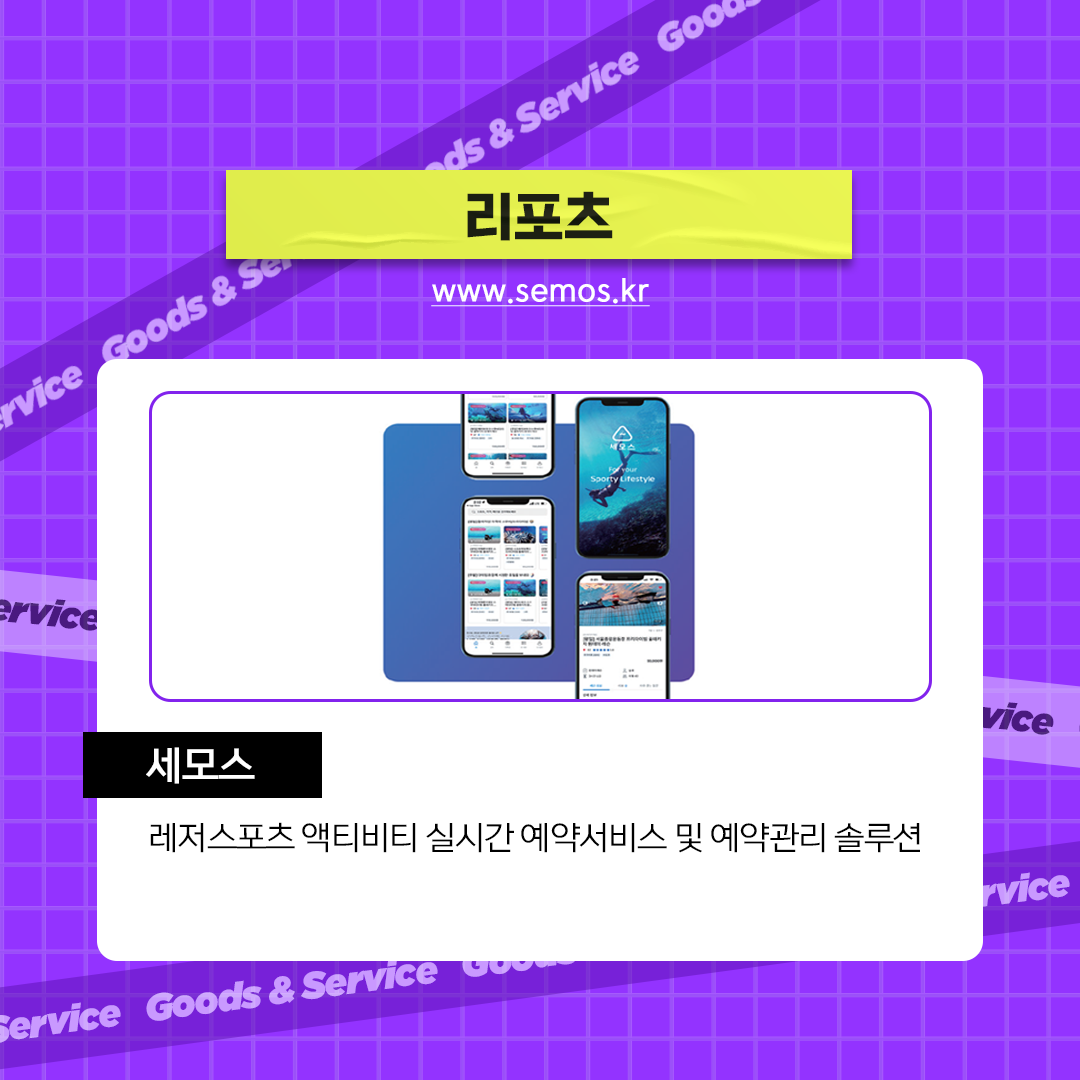 Goods & Service
Goods
ods & Service
리포츠
www.semos.kr
Goods & Ser
ervice
세모스
For your
Sporty Lifestyle
ervice
vice
세모스
레저스포츠 액티비티 실시간 예약서비스 및 예약관리 솔루션
rvice
Service
Goods & Service
Goods